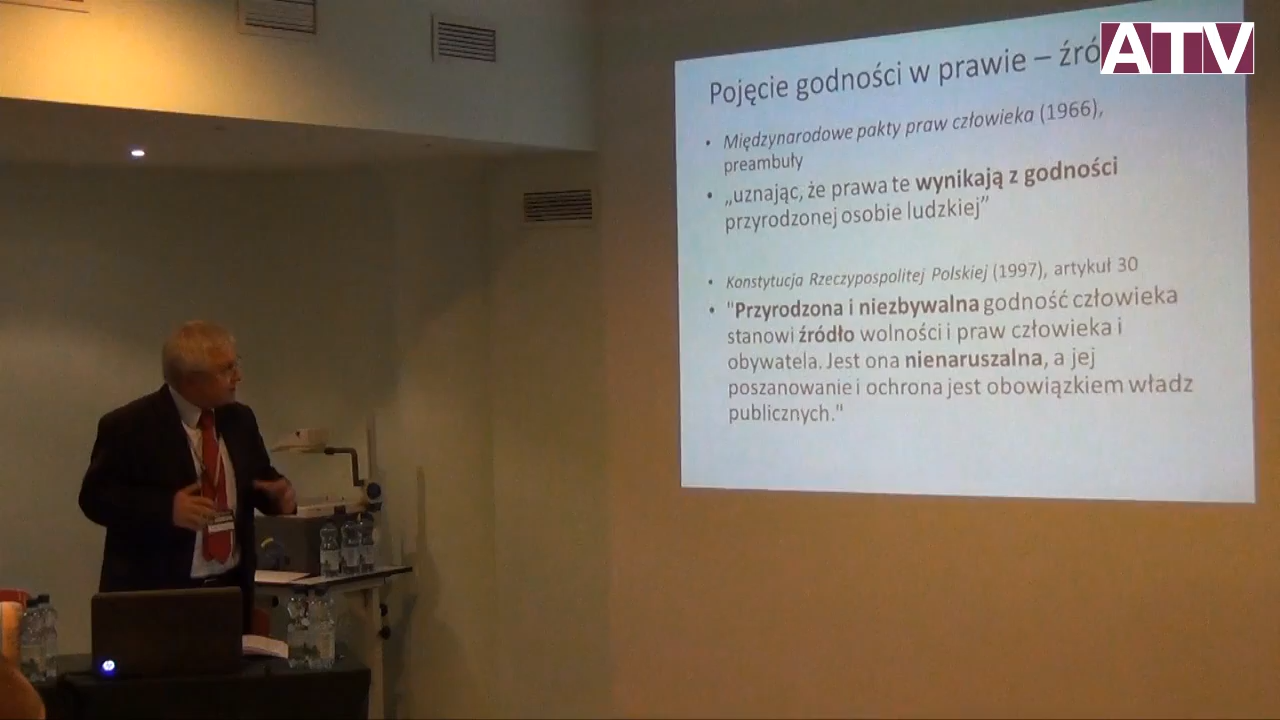 ATV
Pojęcie godności w prawie – źró
• Międzynarodowe pakty praw człowieka (1966),
preambuły
• „uznając, że prawa te wynikają z godności
przyrodzonej osobie ludzkiej”
• Konstytucja Rzeczypospolitej Polskiej (1997), artykuł 30
• "Przyrodzona i niezbywalna godność człowieka
stanowi źródło wolności i praw człowieka i
obywatela. Jest ona nienaruszalna, a jej
poszanowanie i ochrona jest obowiązkiem władz
publicznych."